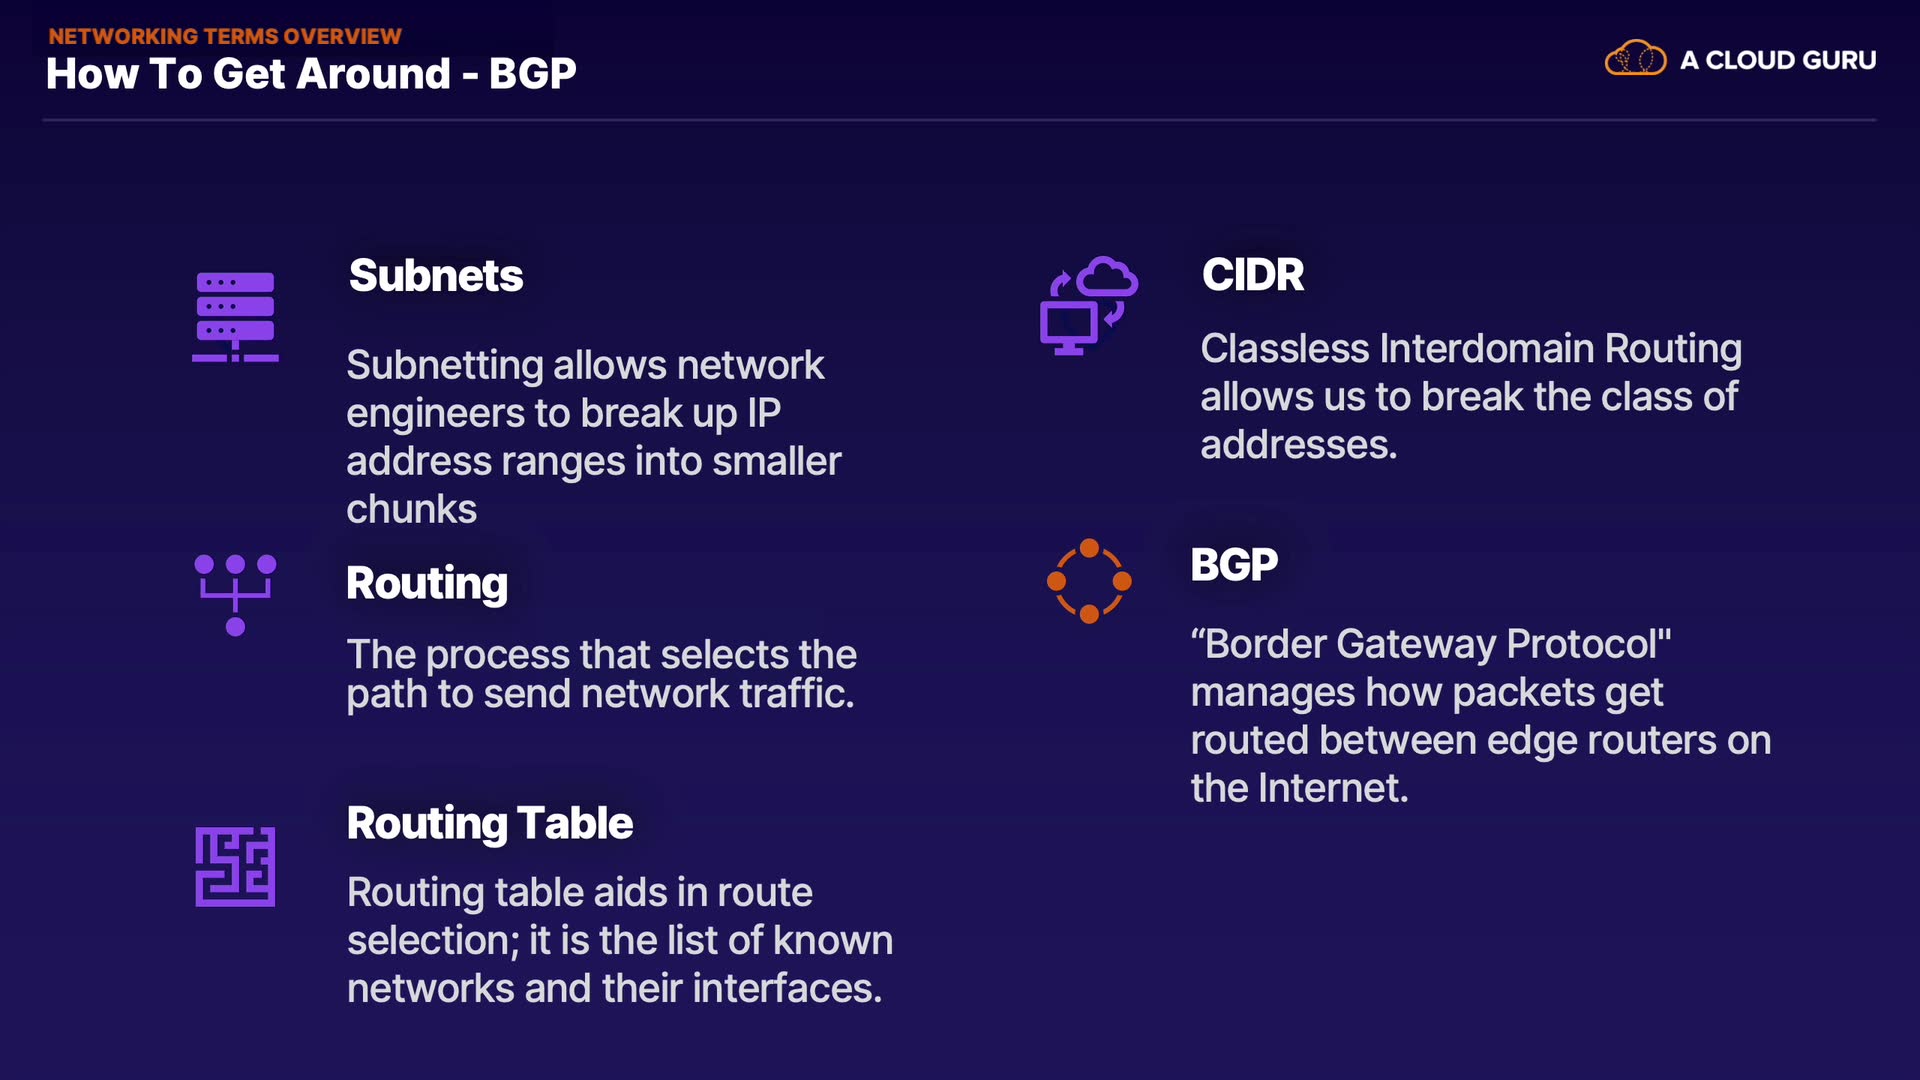 NETWORKING TERMS OVERVIEW
How To Get Around - BGP
A CLOUD GURU
Subnets
Subnetting allows network
engineers to break up IP
address ranges into smaller
chunks
Routing
The process that selects the
path to send network traffic.
Routing Table
Routing table aids in route
selection; it is the list of known
networks and their interfaces.
CIDR
Classless Interdomain Routing
allows us to break the class of
addresses.
BGP
“Border Gateway Protocol"
manages how packets get
routed between edge routers on
the Internet.